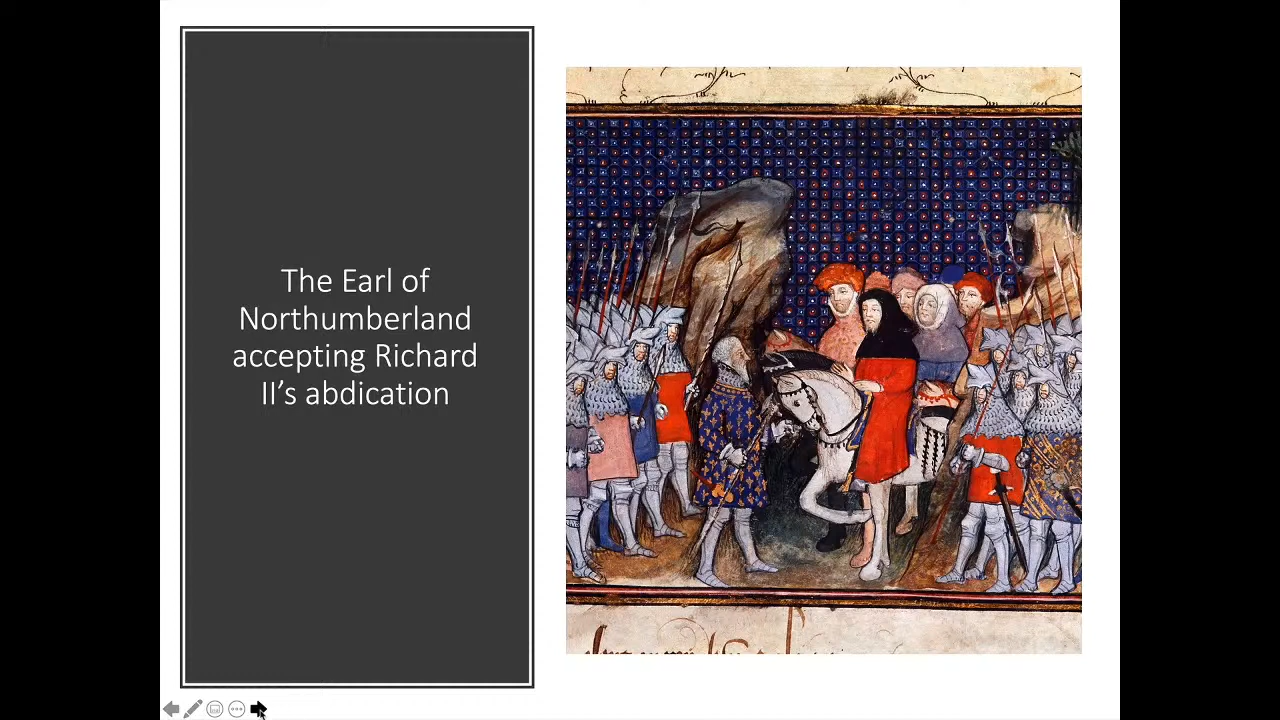 The Earl of
Northumberland
accepting Richard
II’s abdication